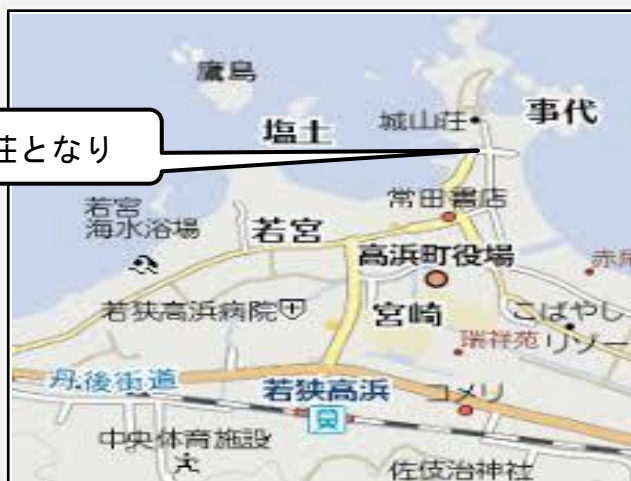 鷹島
事代
城山荘
塩土
荘となり
常田書店
若宮
海水浴場
若宮
高浜町役場
赤尾
若狭高浜病院
宮崎
こばやし
リゾー
瑞祥苑
丹後街道
若狭高浜
コメリ
中央体育施設
佐伎治神社